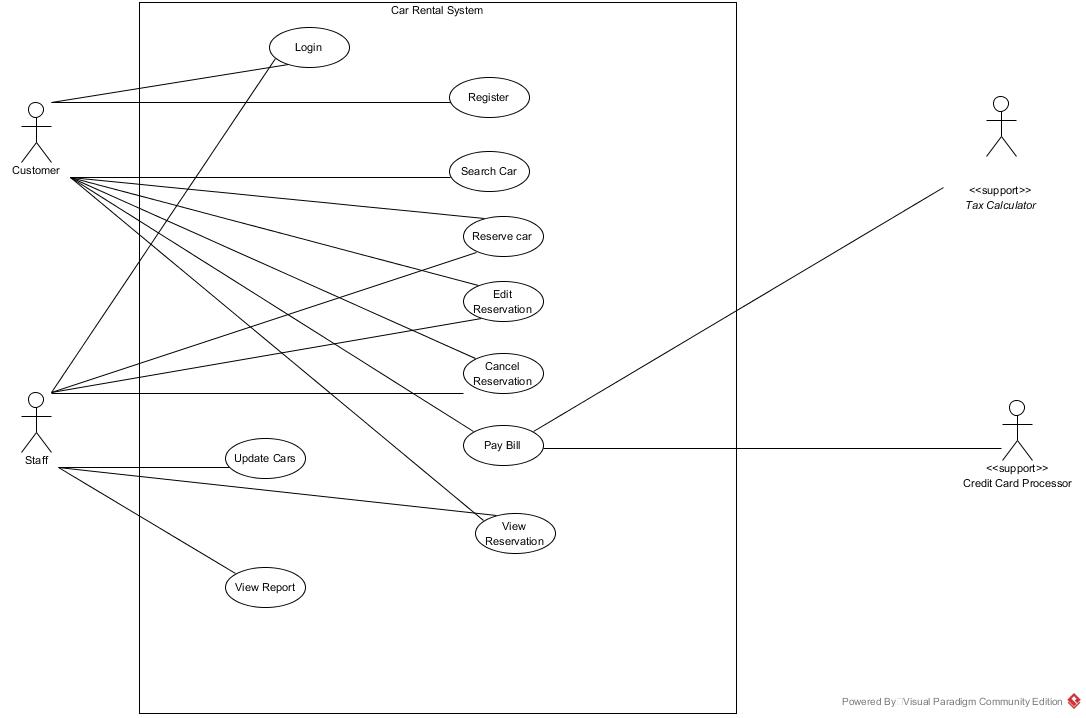 Car Rental System
Login
Register
Customer
Search Car
<<support>>
Tax Calculator
Reserve car
Edit
Reservation
Cancel
Reservation
Pay Bill
Staff
Update Cars
<<support>>
Credit Card Processor
View
Reservation
View Report
Powered By Visual Paradigm Community Edition